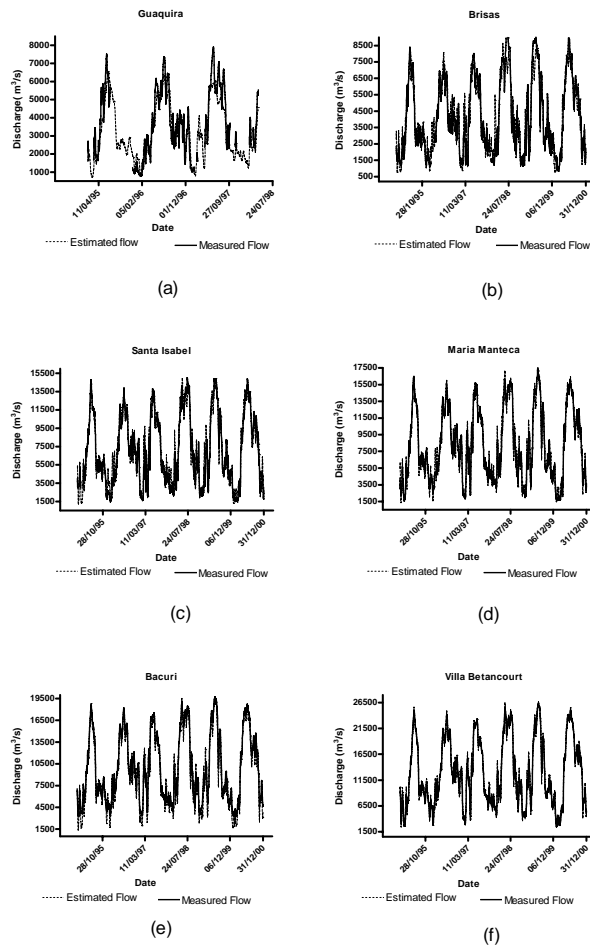 Guaquira
Discharge( m³/s)
8000
7000
6000
5000
4000
3000
2000
1000
11/04/95
05/02/96
01/12/96
27/09/97
24/07/98
Date
Estimated flow
Measured Flow
(a)
Brisas
Discharge (m³/s)
8500
6500
4500
2500
500
28/10/95
11/03/97
24/07/98
06/12/99
31/12/00
Date
Estimated flow
Measured Flow
(b)
Santa Isabel
Discharge (m³/s)
15500
13500
11500
9500
7500
5500
3500
1500
28/10/95
11/03/97
24/07/98
06/12/99
31/12/00
Date
Estimated Flow
Measured Flow
(c)
Maria Manteca
Discharge (m³/s)
17500
15500
13500
11500
9500
7500
5500
3500
1500
28/10/95
11/03/97
24/07/98
06/12/99
31/12/00
Date
Estimated Flow
Measured Flow
(d)
Bacuri
Discharge (m³/s)
19500
16500
13500
10500
7500
4500
1500
28/10/95
11/03/97
24/07/98
06/12/99
31/12/00
Date
Estimated Flow
Measured Flow
(e)
Villa Betancourt
Discharge (m³/s)
26500
21500
16500
11500
6500
1500
28/10/95
11/03/97
24/07/98
06/12/99
31/12/00
Date
Estimated Flow
Measured Flow
(f)